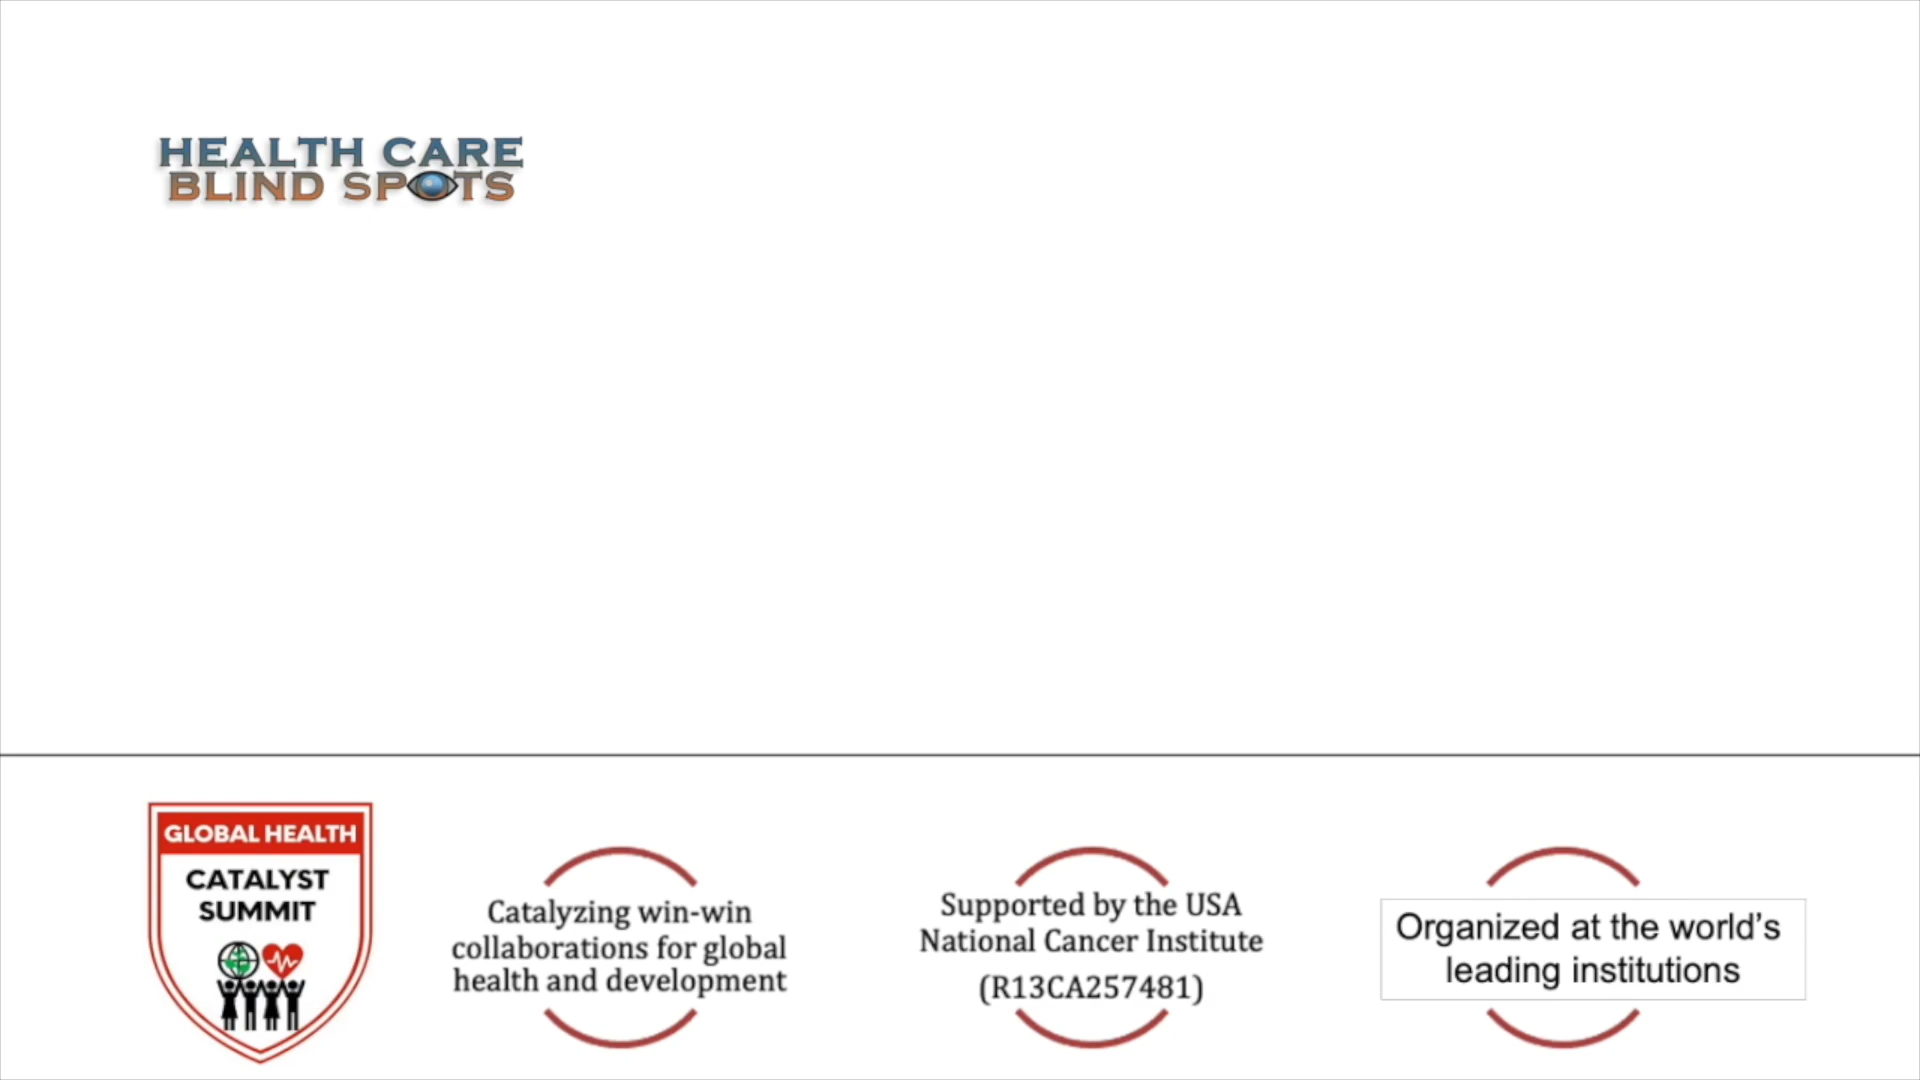 HEALTH CARE
BLIND SPOTS
GLOBAL HEALTH
CATALYST
SUMMIT
Catalyzing win-win
collaborations for global
health and development
Supported by the USA
National Cancer Institute
(R13CA257481)
Organized at the world’s
leading institutions